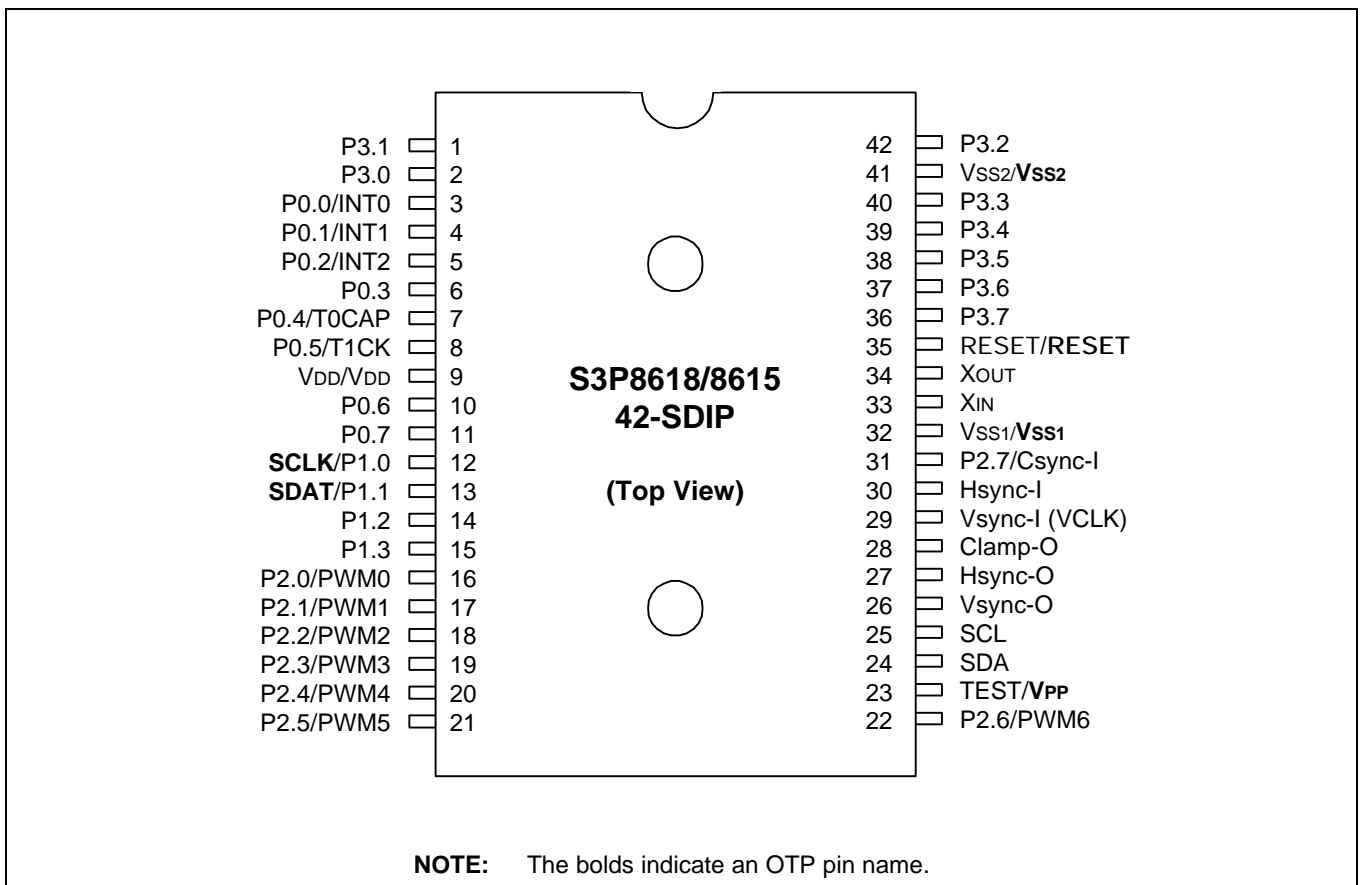 P3.1 1
P3.0 2
P0.0/INT0 3
P0.1/INT1 4
P0.2/INT2 5
P0.3 6
P0.4/T0CAP 7
P0.5/T1CK 8
VDD/VDD 9
P0.6 10
P0.7 11
SCLK/P1.0 12
SDAT/P1.1 13
P1.2 14
P1.3 15
P2.0/PWM0 16
P2.1/PWM1 17
P2.2/PWM2 18
P2.3/PWM3 19
P2.4/PWM4 20
P2.5/PWM5 21
S3P8618/8615
42-SDIP
(Top View)
42 P3.2
41 VSS2/VSS2
40 P3.3
39 P3.4
38 P3.5
37 P3.6
36 P3.7
35 RESET/RESET
34 XOUT
33 XIN
32 VSS1/VSS1
31 P2.7/Csync-I
30 Hsync-I
29 Vsync-I (VCLK)
28 Clamp-O
27 Hsync-O
26 Vsync-O
25 SCL
24 SDA
23 TEST/VPP
22 P2.6/PWM6
NOTE: The bolds indicate an OTP pin name.